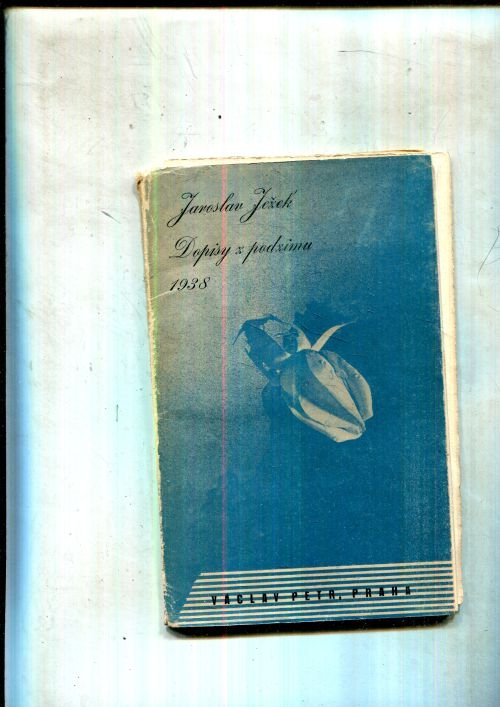 Jaroslav Ježek
Dopisy z podzimu
1938
VÁCLAV PETR, PRAHA